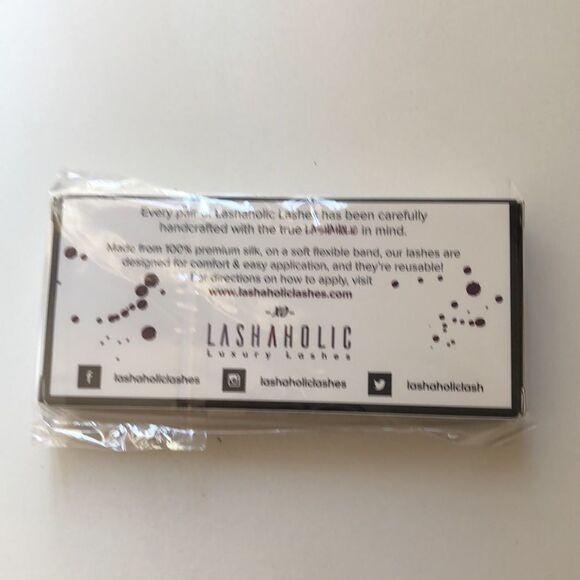 Every pair of Lashaholic Lashes has been carefully
handcrafted with the true LASHAHOLIC in mind.
Made from 100% premium silk, on a soft flexible band, our lashes are
designed for comfort & easy application, and they're reusable!
For directions on how to apply, visit
www.lashaholiclashes.com
LASHAHOLIC
Luxury Lashes
lashaholiclashes lashaholiclashes lashaholiclash